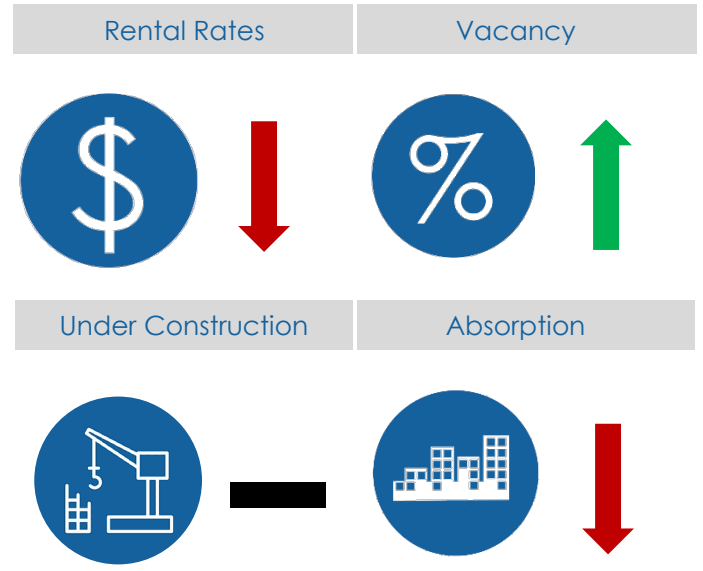 Rental Rates
Vacancy
$
%
Under Construction
Absorption